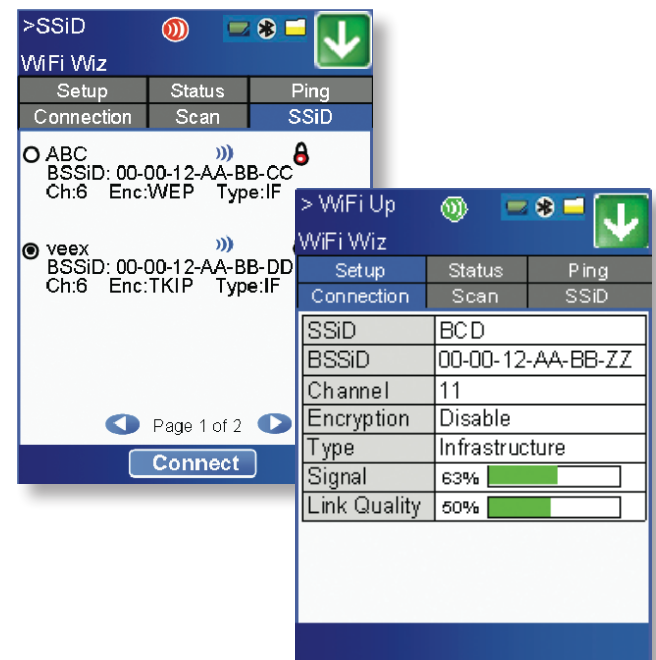 >SSiD
WiFi Wiz
Setup Status Ping
Connection Scan SSiD
ABC
BSSiD: 00-00-12-AA-BB-CC
Ch:6 Enc:WEP Type:IF
veex
BSSiD: 00-00-12-AA-BB-DD
Ch:6 Enc:TKIP Type:IF
Page 1 of 2
Connect
> WiFi Up
WiFi Wiz
Setup Status Ping
Connection Scan SSiD
SSiD BCD
BSSiD 00-00-12-AA-BB-ZZ
Channel 11
Encryption Disable
Type Infrastructure
Signal 63%
Link Quality 50%